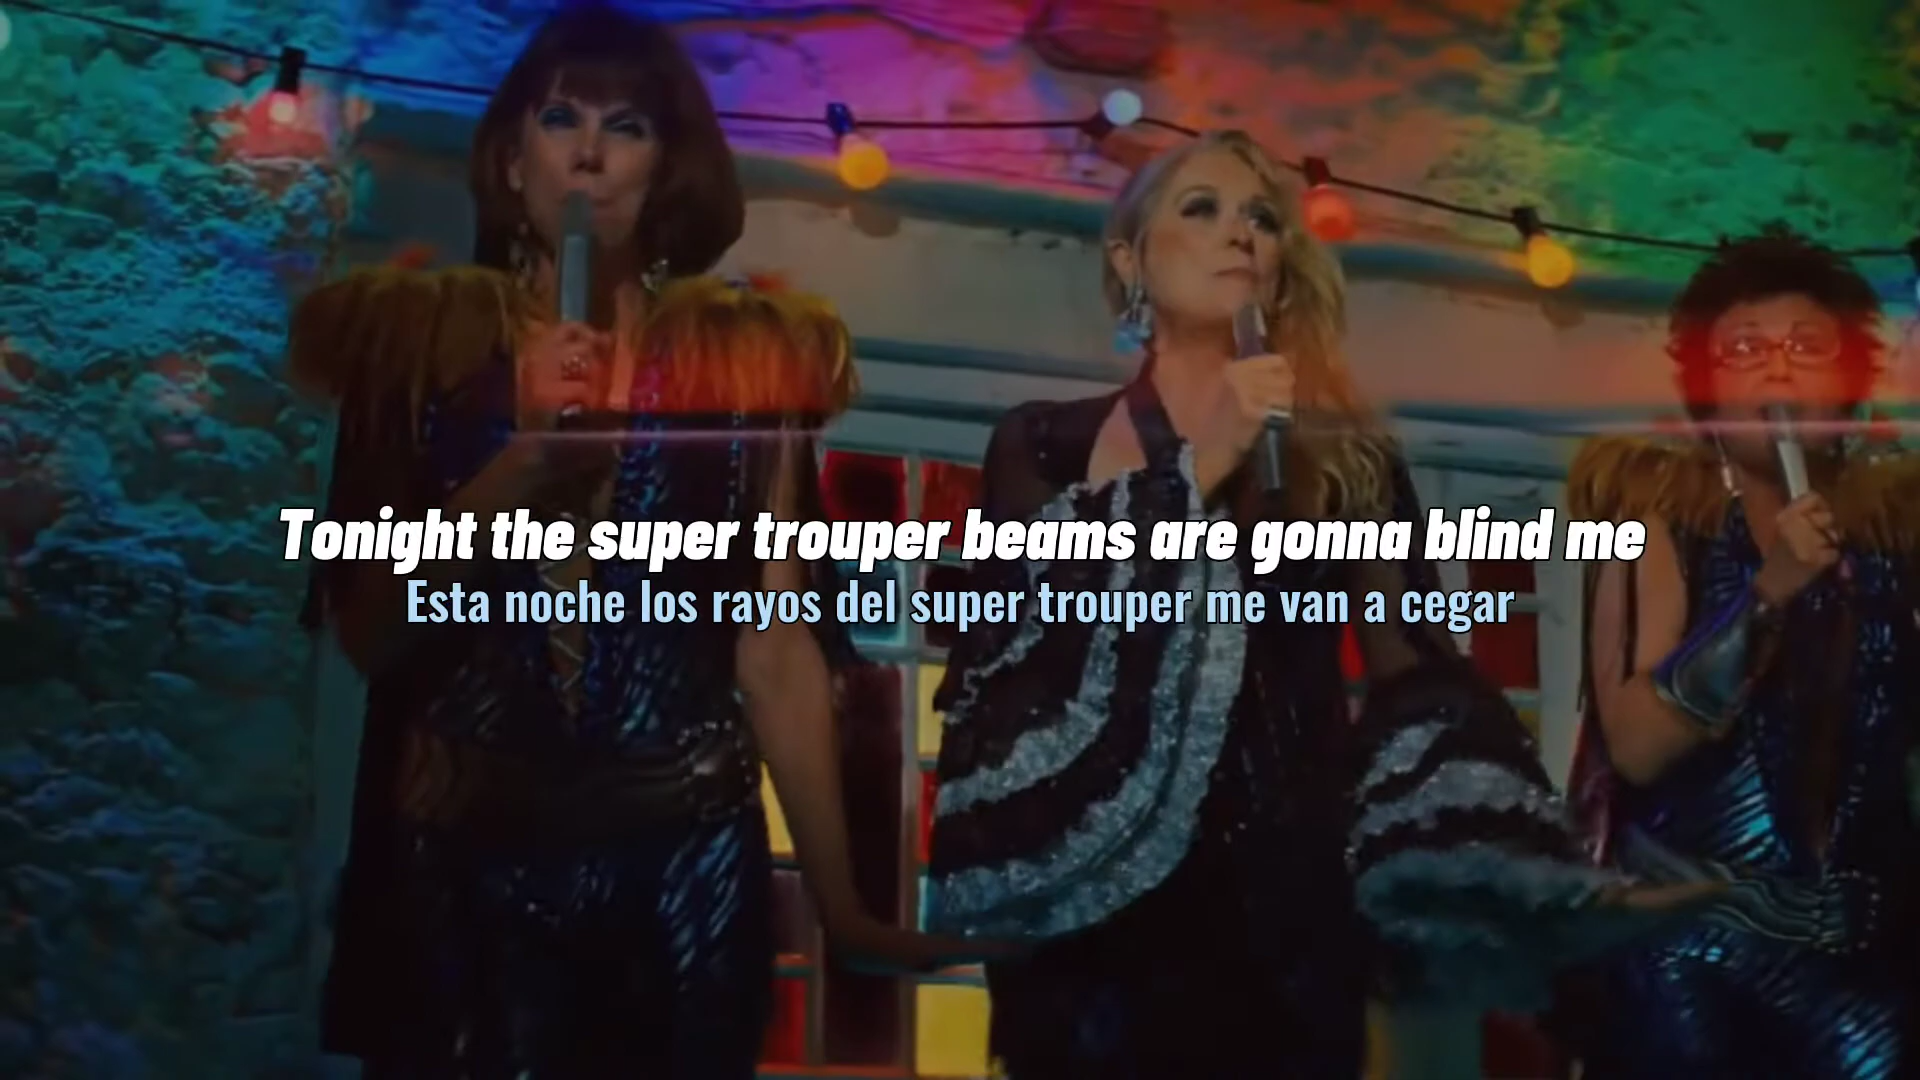 Tonight the super trouper beams are gonna blind me
Esta noche los rayos del super trouper me van a cegar